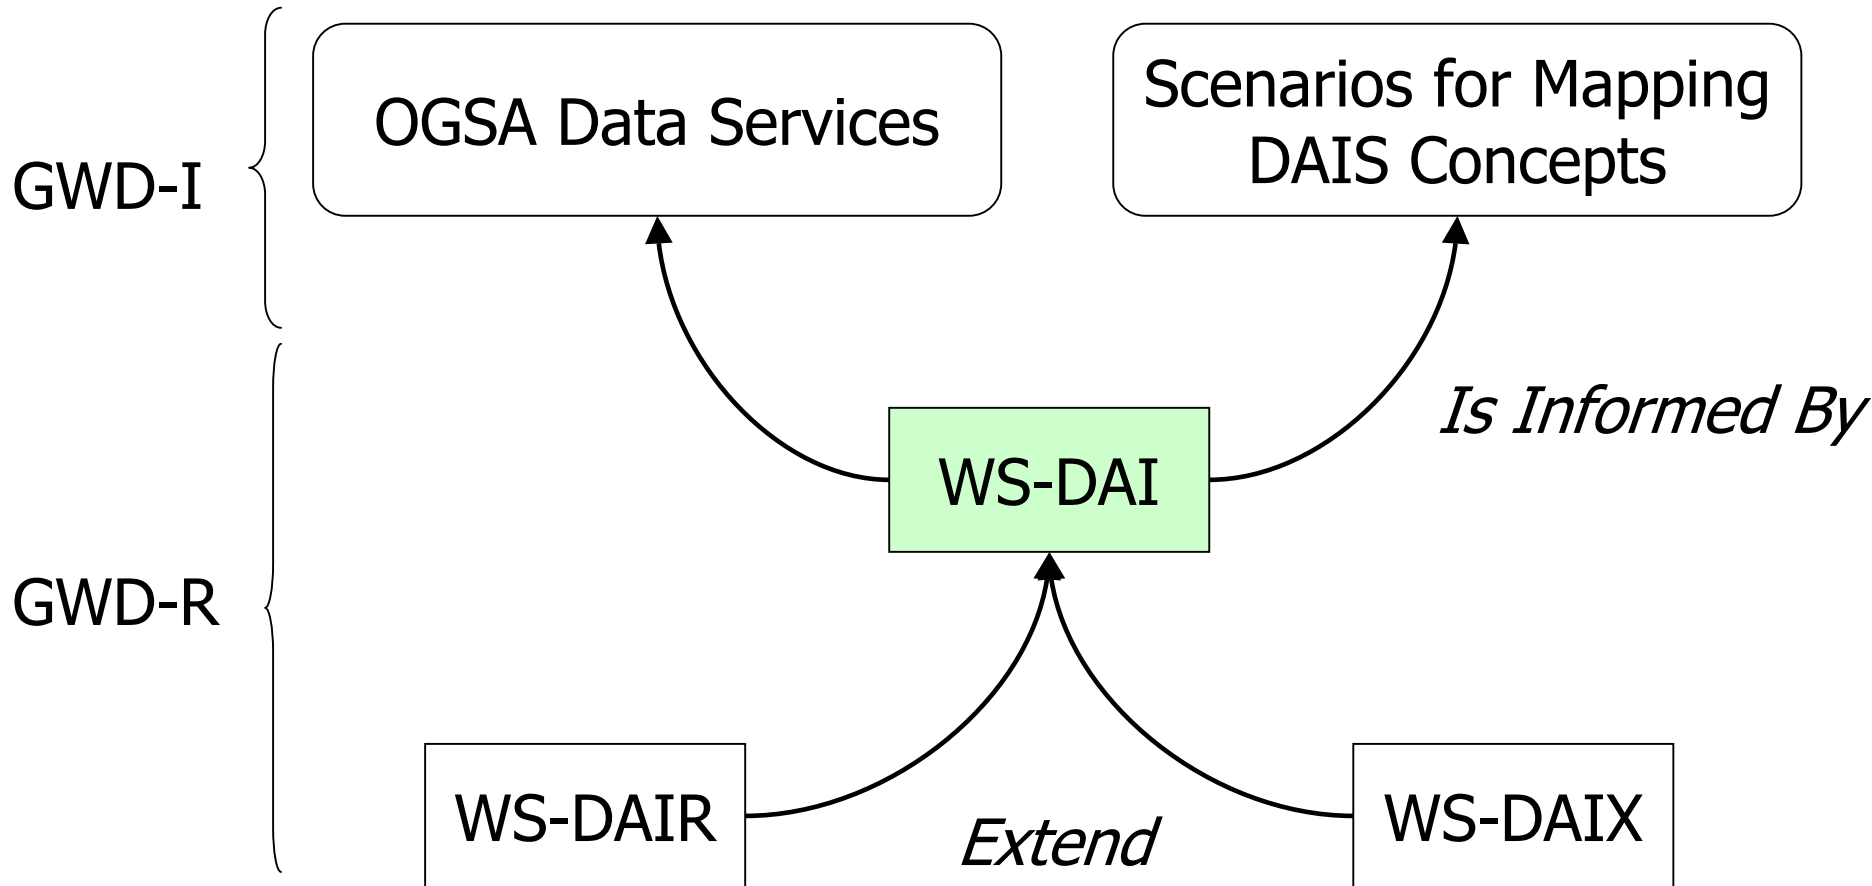 OGSA Data Services
Scenarios for Mapping
DAIS Concepts
GWD-I
Is Informed By
WS-DAI
GWD-R
WS-DAIR
Extend
WS-DAIX